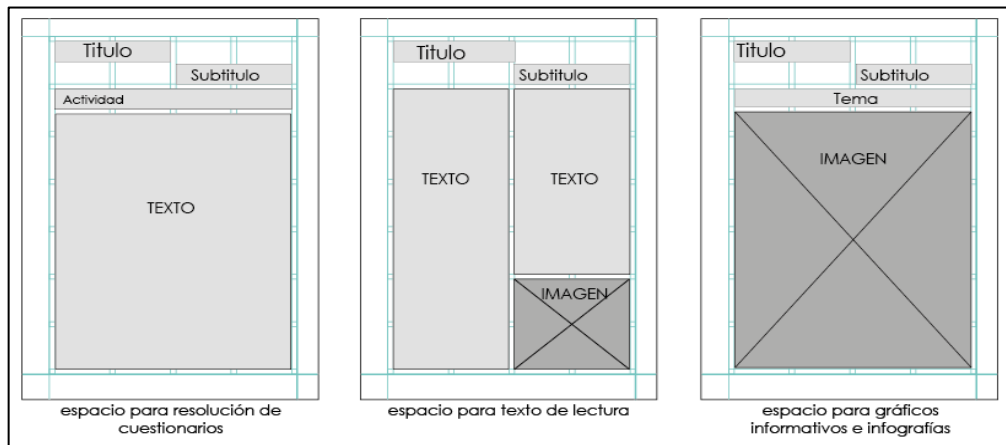 Titulo
Subtitulo
Actividad
TEXTO
espacio para resolución de
cuestionarios
Titulo
Subtitulo
TEXTO
TEXTO
IMAGEN
espacio para texto de lectura
Titulo
Subtitulo
Tema
IMAGEN
espacio para gráficos
informativos e infografías